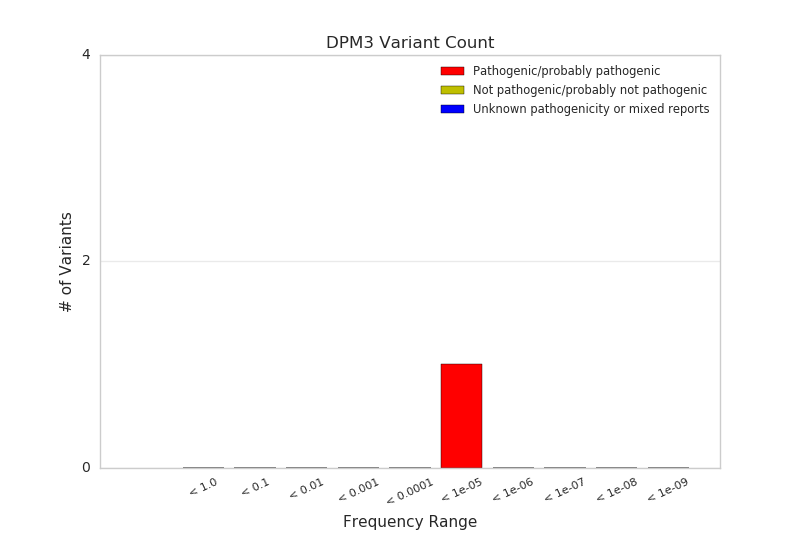 DPM3 Variant Count
4
Pathogenic/probably pathogenic
Not pathogenic/probably not pathogenic
Unknown pathogenicity or mixed reports
# of Variants
2
0
< 1.0
< 0.1
< 0.01
< 0.001
< 0.0001
< 1e-05
< 1e-06
< 1e-07
< 1e-08
< 1e-09
Frequency Range